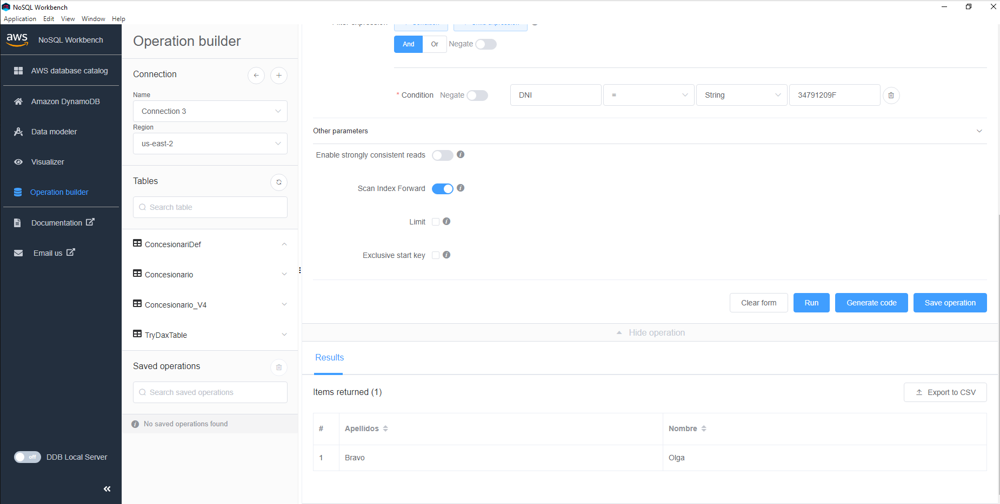 NoSQL Workbench
Application Edit View Window Help
aws NoSQL Workbench
AWS database catalog
Amazon DynamoDB
Data modeler
Visualizer
Operation builder
Documentation
Email us
off DDB Local Server
Operation builder
Connection
Name
Connection 3
Region
us-east-2
Tables
Search table
ConcesionariDef
Concesionario
Concesionario_V4
TryDaxTable
Saved operations
Search saved operations
No saved operations found
And Or Negate
* Condition Negate DNI = String 34791209F
Other parameters
Enable strongly consistent reads
Scan Index Forward
Limit
Exclusive start key
Clear form Run Generate code Save operation
Hide operation
Results
Items returned (1) Export to CSV
# Apellidos Nombre
1 Bravo Olga